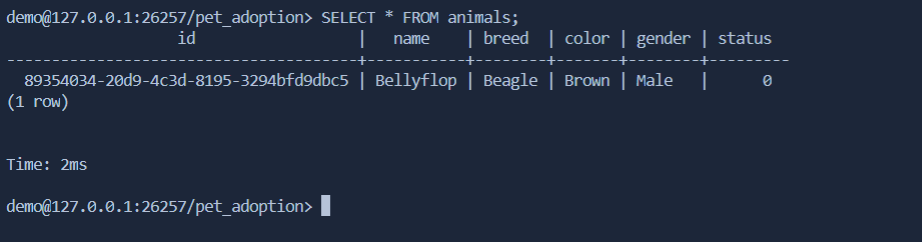 demo@127.0.0.1:26257/pet_adoption> SELECT * FROM animals;
                   id                  |   name    | breed  | color | gender | status
---------------------------------------+-----------+--------+-------+--------+---------
  89354034-20d9-4c3d-8195-3294bfd9dbc5 | Bellyflop | Beagle | Brown | Male   |      0
(1 row)

Time: 2ms

demo@127.0.0.1:26257/pet_adoption>